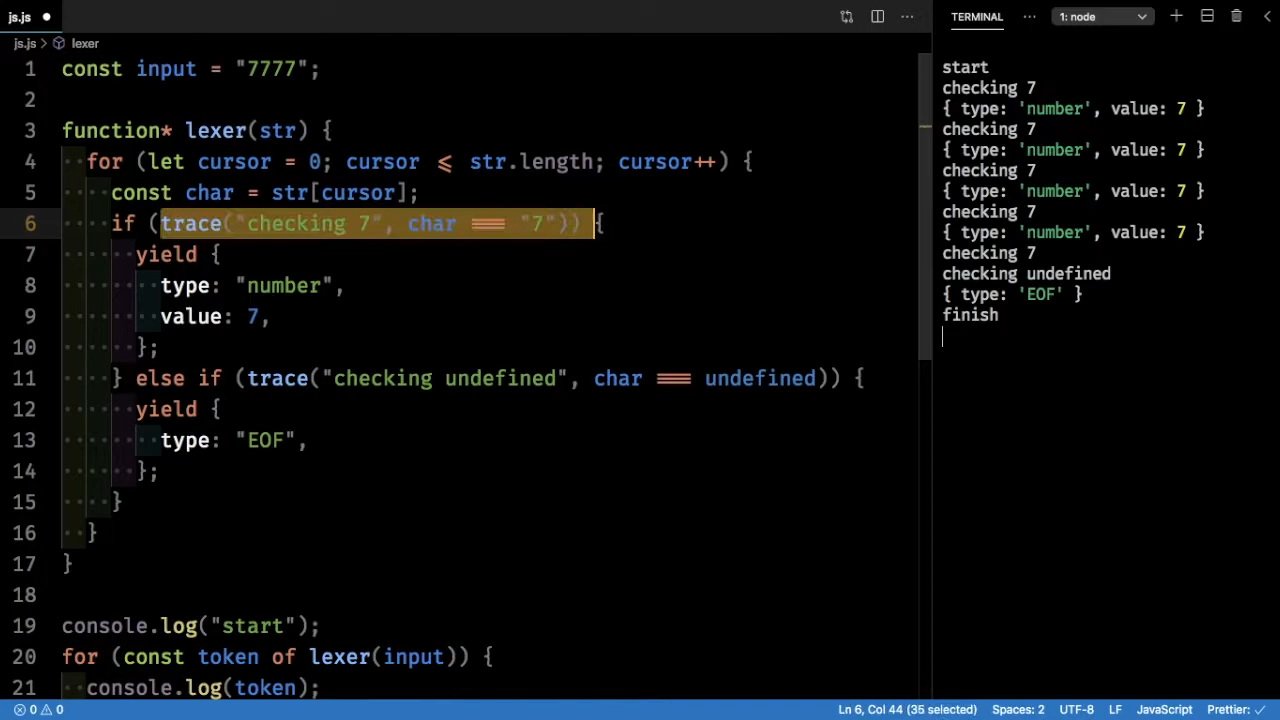 js.js ●
js.js > lexer
1 const input = "7777";
2
3 function* lexer(str) {
4 for (let cursor = 0; cursor <= str.length; cursor++) {
5 const char = str[cursor];
6 if (trace("checking 7", char === "7")) {
7 yield {
8 type: "number",
9 value: 7,
10 };
11 } else if (trace("checking undefined", char === undefined)) {
12 yield {
13 type: "EOF",
14 };
15 }
16 }
17 }
18
19 console.log("start");
20 for (const token of lexer(input)) {
21 console.log(token);
TERMINAL ··· 1: node
start
checking 7
{ type: 'number', value: 7 }
checking 7
{ type: 'number', value: 7 }
checking 7
{ type: 'number', value: 7 }
checking 7
{ type: 'number', value: 7 }
checking 7
checking undefined
{ type: 'EOF' }
finish
0 0 Ln 6, Col 44 (35 selected) Spaces: 2 UTF-8 LF JavaScript Prettier: ✓